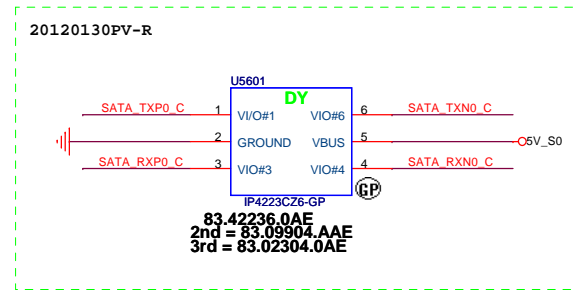 20120130PV-R
U5601
DY
SATA_TXP0_C 1 VI/O#1 VIO#6 6 SATA_TXN0_C
2 GROUND VBUS 5 5V_S0
SATA_RXP0_C 3 VIO#3 VIO#4 4 SATA_RXN0_C
GP
IP4223CZ6-GP
83.42236.0AE
2nd = 83.09904.AAE
3rd = 83.02304.0AE